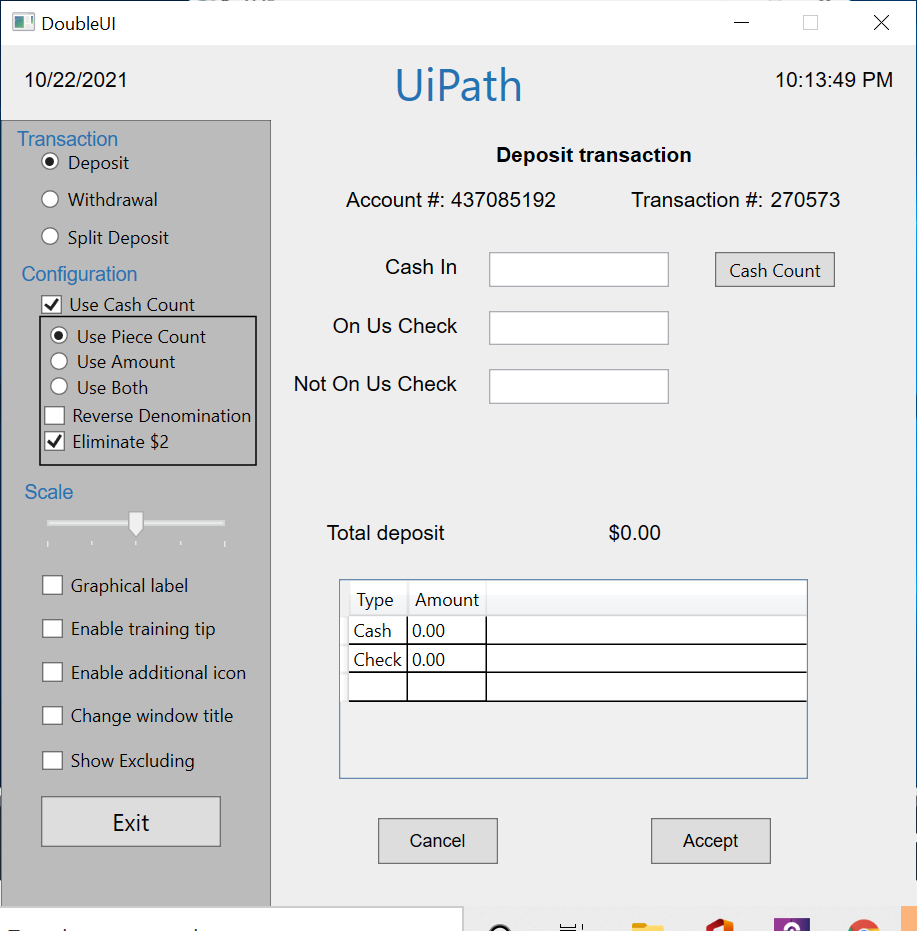 DoubleUI
10/22/2021
UiPath
10:13:49 PM
Transaction
Deposit
Withdrawal
Split Deposit
Configuration
Use Cash Count
Use Piece Count
Use Amount
Use Both
Reverse Denomination
Eliminate $2
Scale
Graphical label
Enable training tip
Enable additional icon
Change window title
Show Excluding
Exit
Deposit transaction
Account #: 437085192 Transaction #: 270573
Cash In
Cash Count
On Us Check
Not On Us Check
Total deposit $0.00
Type Amount
Cash 0.00
Check 0.00
Cancel Accept